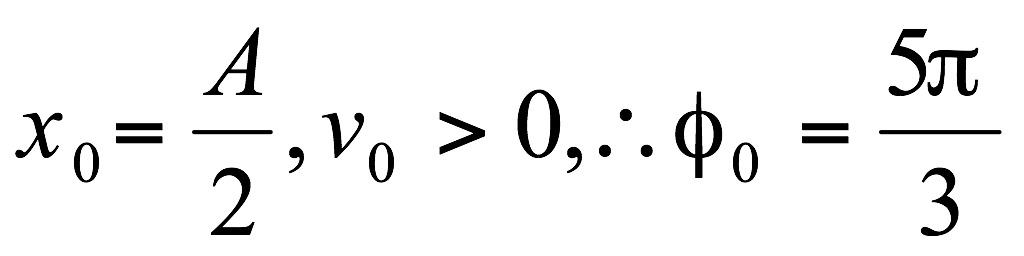 x₀ = A/2, v₀ > 0, ∴ ϕ₀ = 5π/3